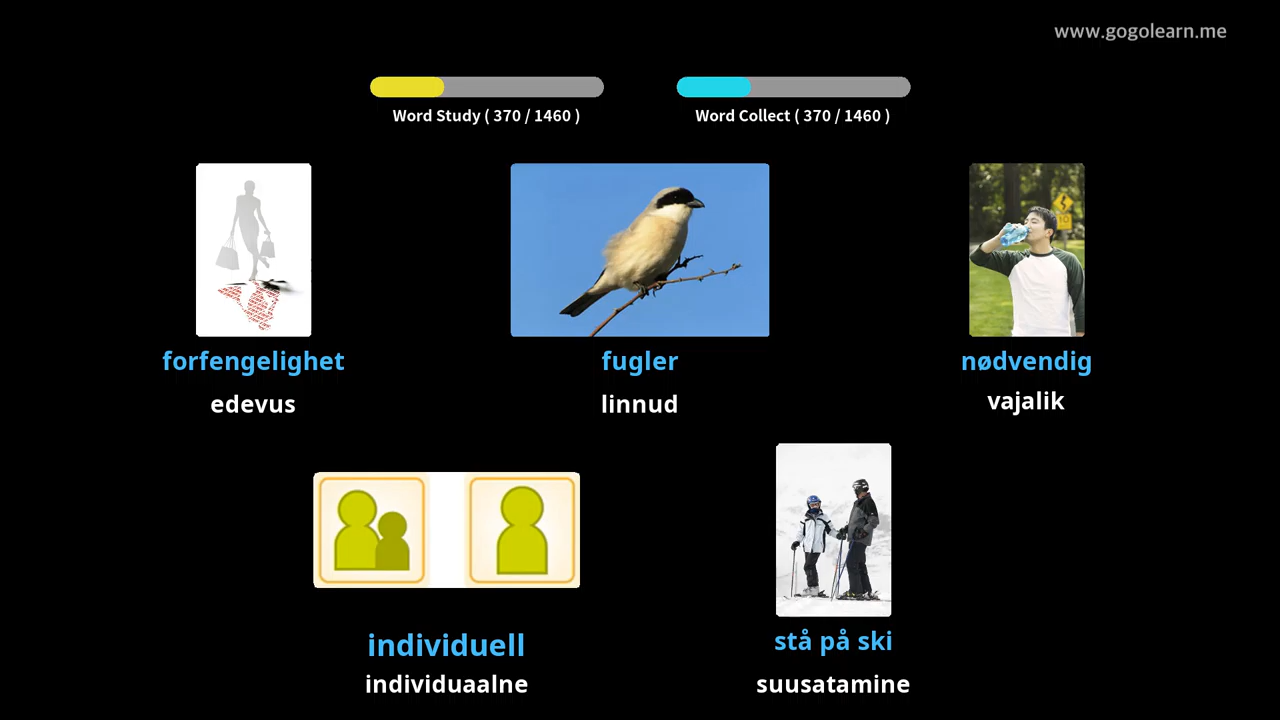 www.gogolearn.me
Word Study ( 370 / 1460 )
Word Collect ( 370 / 1460 )
forfengelighet
edevus
fugler
linnud
nødvendig
vajalik
individuell
individuaalne
stå på ski
suusatamine